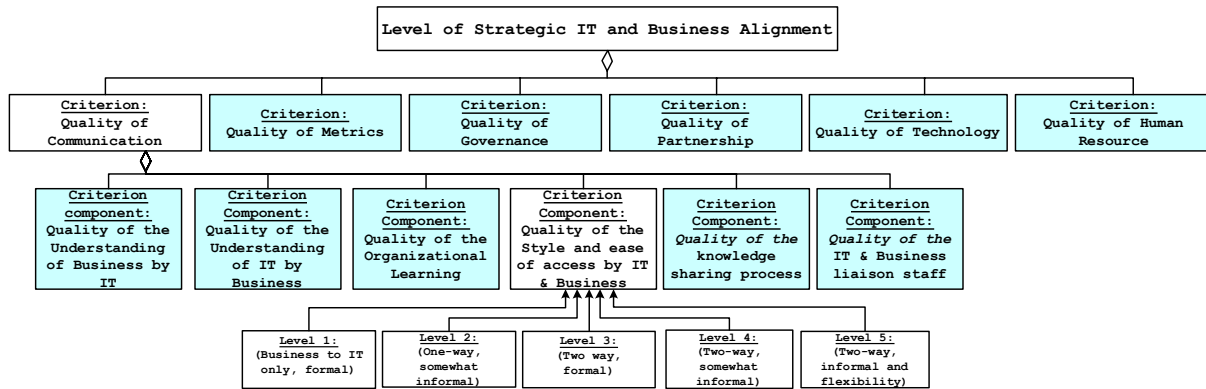 Level of Strategic IT and Business Alignment
Criterion:
Quality of
Communication
Criterion:
Quality of Metrics
Criterion:
Quality of
Governance
Criterion:
Quality of
Partnership
Criterion:
Quality of Technology
Criterion:
Quality of Human
Resource
Criterion
component:
Quality of the
Understanding
of Business by
IT
Criterion
Component:
Quality of the
Understanding
of IT by
Business
Criterion
Component:
Quality of the
Organizational
Learning
Criterion
Component:
Quality of the
Style and ease
of access by IT
& Business
Criterion
Component:
Quality of the
knowledge
sharing process
Criterion
Component:
Quality of the
IT & Business
liaison staff
Level 1:
(Business to IT
only, formal)
Level 2:
(One-way,
somewhat
informal)
Level 3:
(Two way,
formal)
Level 4:
(Two-way,
somewhat
informal)
Level 5:
(Two-way,
informal and
flexibility)